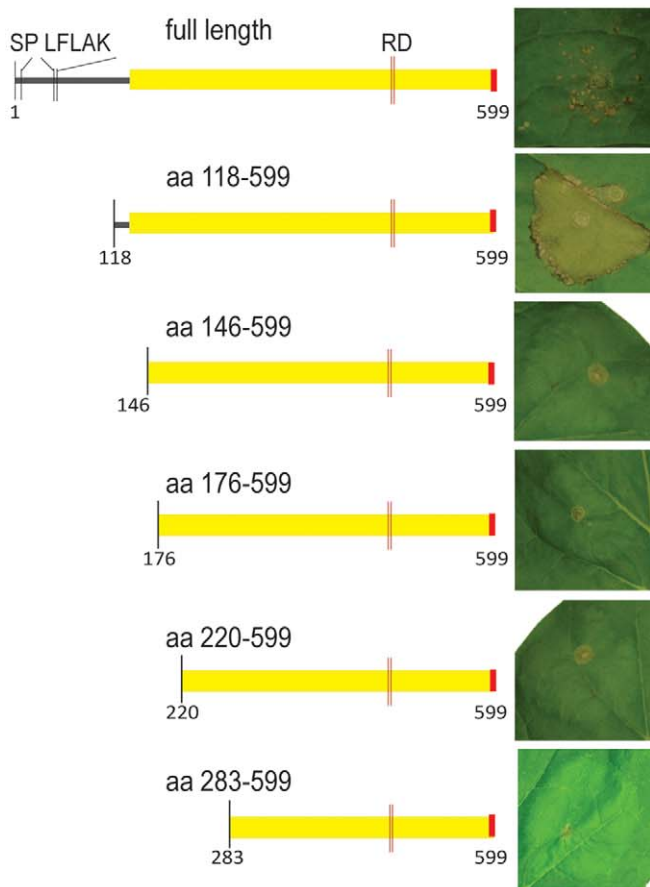 full length
SP LFLAK RD
1 599
aa 118-599
118 599
aa 146-599
146 599
aa 176-599
176 599
aa 220-599
220 599
aa 283-599
283 599